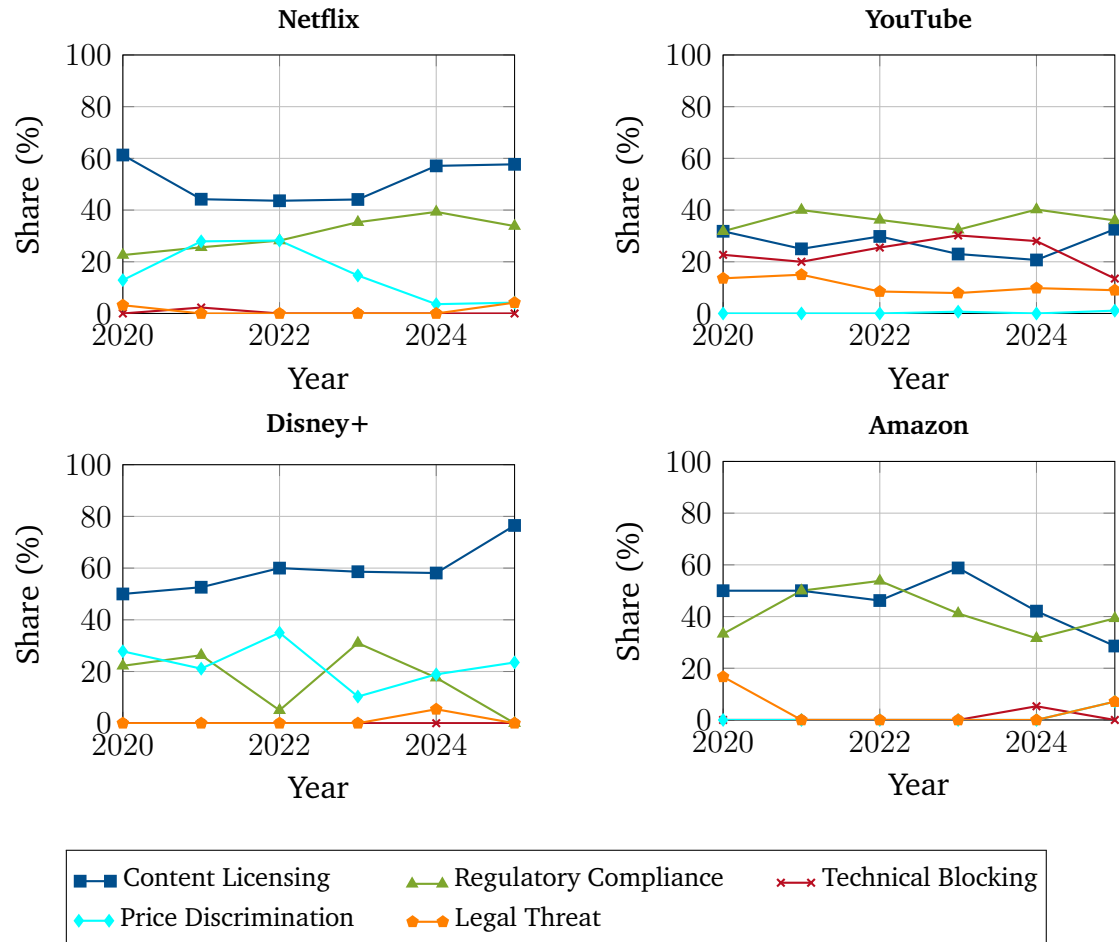 Netflix
100
80
60
40
20
0
2020 2022 2024
Share (%)
Year
YouTube
100
80
60
40
20
0
2020 2022 2024
Share (%)
Year
Disney+
100
80
60
40
20
0
2020 2022 2024
Share (%)
Year
Amazon
100
80
60
40
20
0
2020 2022 2024
Share (%)
Year
Content Licensing Regulatory Compliance Technical Blocking
Price Discrimination Legal Threat